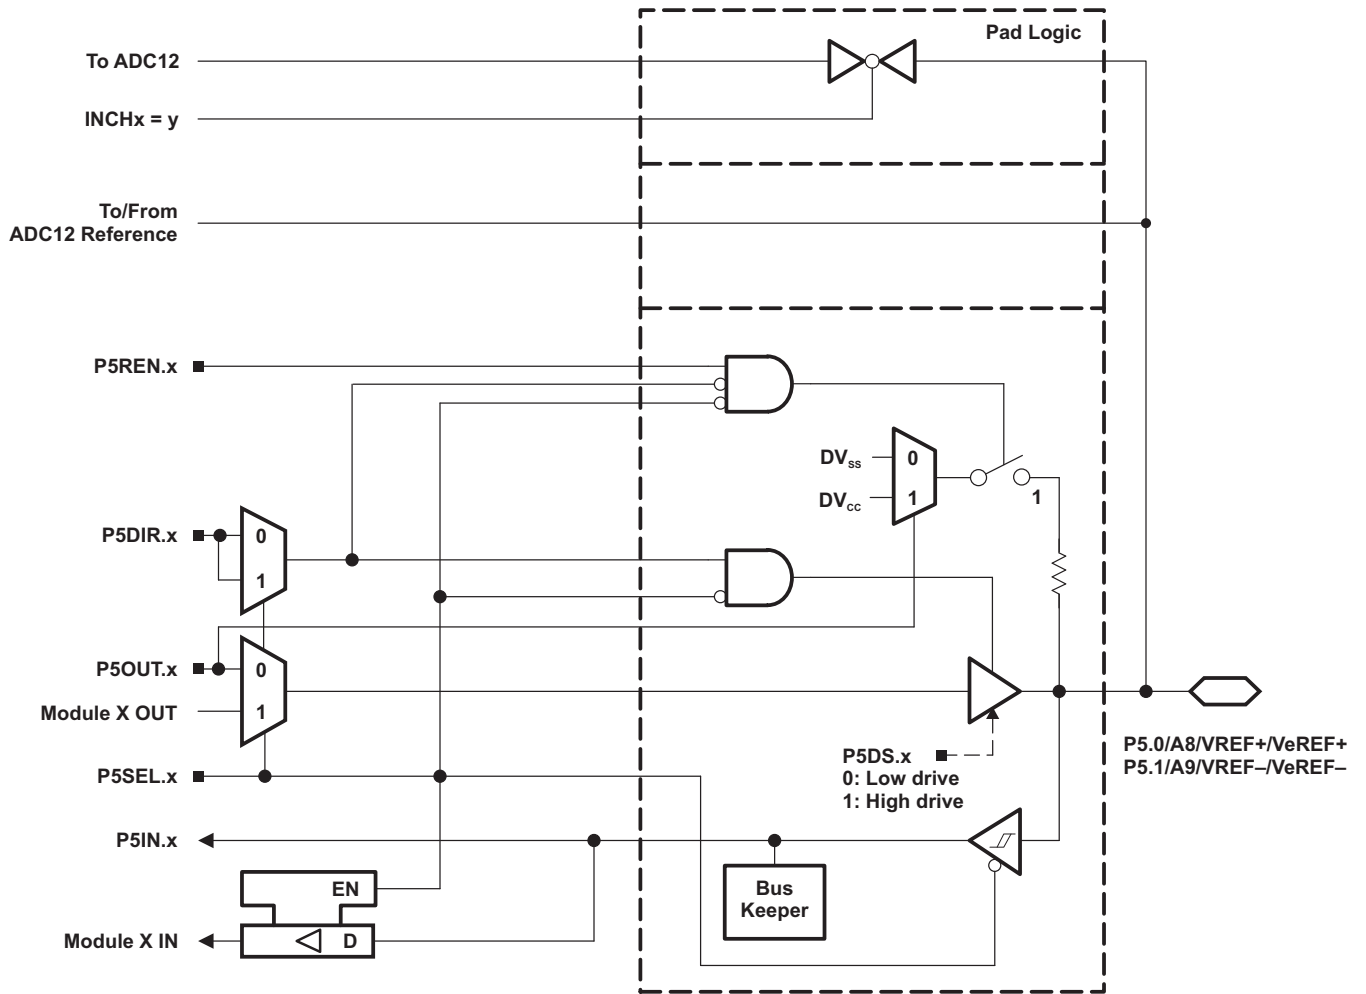 Pad Logic
To ADC12
INCHx = y
To/From
ADC12 Reference
P5REN.x
DVss
0
DVcc
1
1
P5DIR.x
0
1
P5OUT.x
0
Module X OUT
1
P5SEL.x
P5DS.x
0: Low drive
1: High drive
P5.0/A8/VREF+/VeREF+
P5.1/A9/VREF–/VeREF–
P5IN.x
Bus
Keeper
EN
Module X IN
D